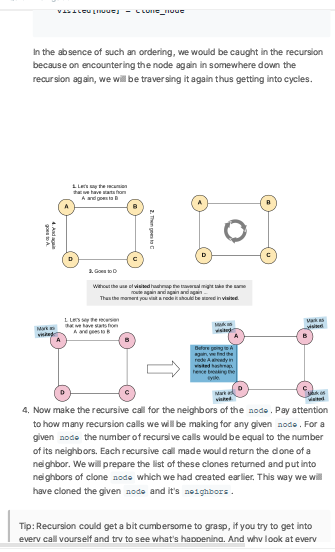 visited[node] = clone_node
In the absence of such an ordering, we would be caught in the recursion
because on encountering the node again in somewhere down the
recursion again, we will be traversing it again thus getting into cycles.
1. Let's say the recursion
that we have starts from
A and goes to B
A
B
2. Then goes to C
4. And again
goes to A
D
C
3. Goes to D
A
B
D
C
Without the use of visited hashmap the traversal might take the same
route again and again and again ...
Thus the moment you visit a node it should be stored in visited.
1. Let's say the recursion
that we have starts from
A and goes to B
Mark as
visited
A
B
D
C
Mark as
visited
Mark as
visited
A
B
Before going to A
again, we find the
node A already in
visited hashmap,
hence breaking the
cycle.
D
C
Mark as
visited
Mark as
visited
4. Now make the recursive call for the neighbors of the node. Pay attention
to how many recursion calls we will be making for any given node. For a
given node the number of recursive calls would be equal to the number
of its neighbors. Each recursive call made would return the clone of a
neighbor. We will prepare the list of these clones returned and put into
neighbors of clone node which we had created earlier. This way we will
have cloned the given node and it's neighbors.
Tip: Recursion could get a bit cumbersome to grasp, if you try to get into
every call yourself and try to see what's happening. And why look at every